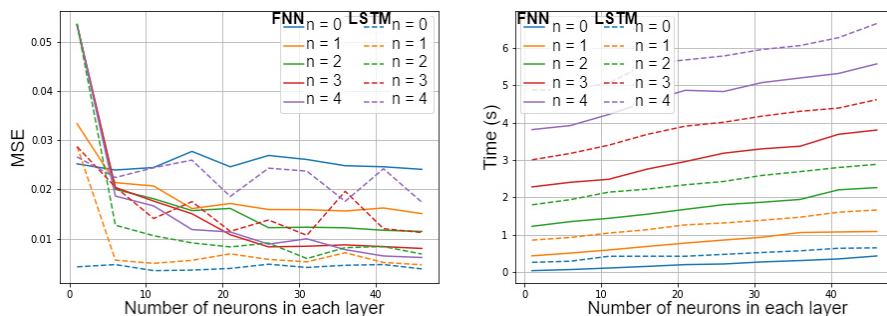 FNN LSTM
n = 0 n = 0
n = 1 n = 1
n = 2 n = 2
n = 3 n = 3
n = 4 n = 4
0.05
0.04
0.03
0.02
0.01
MSE
0 10 20 30 40
Number of neurons in each layer
FNN LSTM
n = 0 n = 0
n = 1 n = 1
n = 2 n = 2
n = 3 n = 3
n = 4 n = 4
6
5
4
3
2
1
0
Time (s)
0 10 20 30 40
Number of neurons in each layer